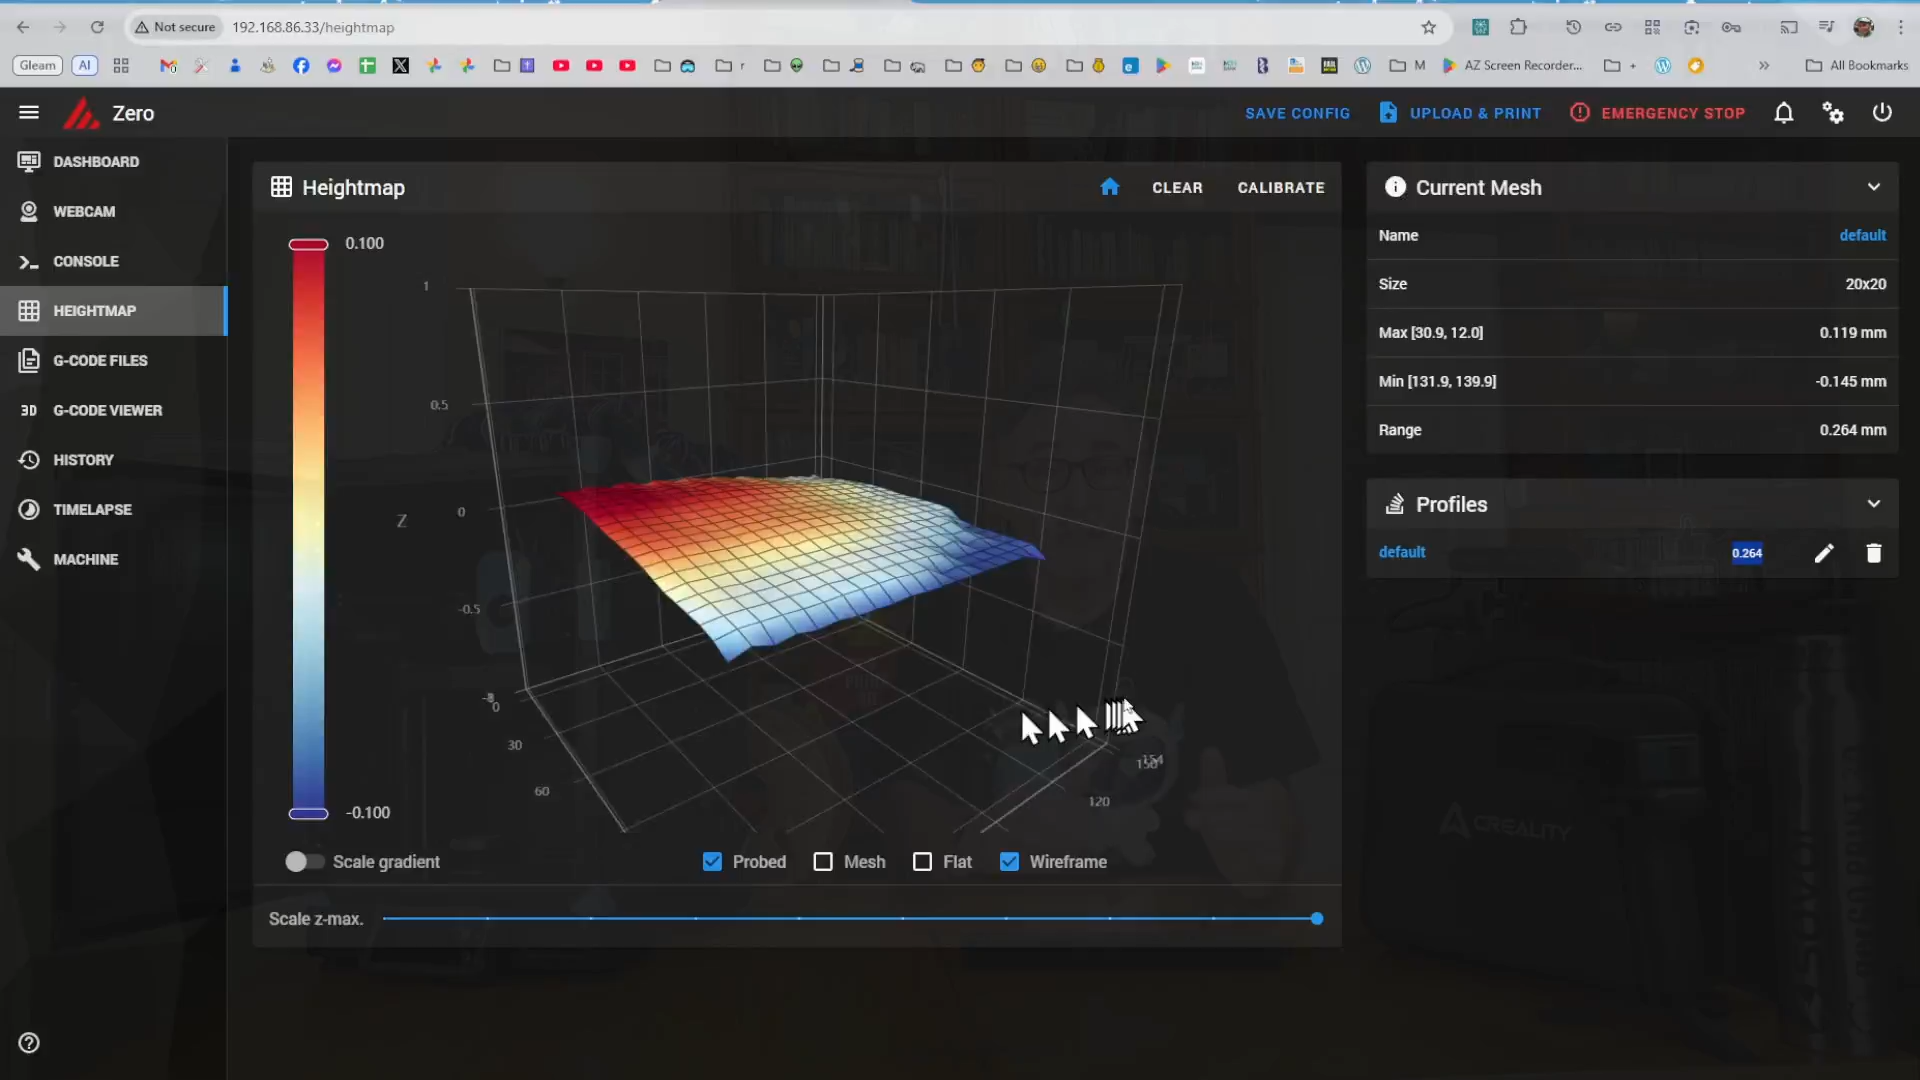 Not secure 192.168.86.33/heightmap
Gleam AI r M AZ Screen Recorder... + » All Bookmarks
Zero SAVE CONFIG UPLOAD & PRINT EMERGENCY STOP
DASHBOARD
WEBCAM
CONSOLE
HEIGHTMAP
G-CODE FILES
3D G-CODE VIEWER
HISTORY
TIMELAPSE
MACHINE
Heightmap CLEAR CALIBRATE
0.100
-0.100
1
0.5
Z 0
-0.5
0
30
60
154
150
120
Scale gradient Probed Mesh Flat Wireframe
Scale z-max.
Current Mesh
Name default
Size 20x20
Max [30.9, 12.0] 0.119 mm
Min [131.9, 139.9] -0.145 mm
Range 0.264 mm
Profiles
default 0.264
CREALITY